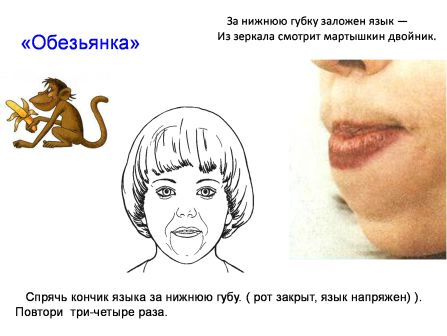 За нижнюю губку заложен язык —
Из зеркала смотрит мартышкин двойник.
«Обезьянка»
Спрячь кончик языка за нижнюю губу. ( рот закрыт, язык напряжен) ).
Повтори три-четыре раза.